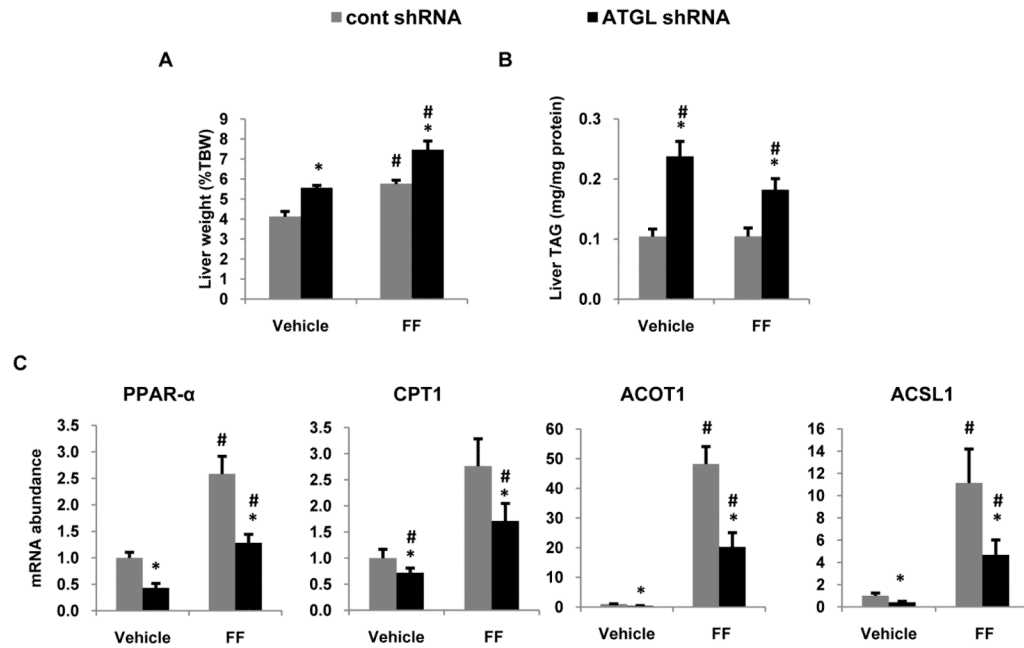 cont shRNA ATGL shRNA
A B
Liver weight (%TBW)
9
8
7
6
5
4
3
2
1
0
* # # *
Vehicle FF
Liver TAG (mg/mg protein)
0.3
0.2
0.1
0.0
# * # *
Vehicle FF
C
PPAR-α CPT1 ACOT1 ACSL1
mRNA abundance
3.5
3.0
2.5
2.0
1.5
1.0
0.5
0.0
* # # *
Vehicle FF
3.5
3.0
2.5
2.0
1.5
1.0
0.5
0.0
# * # *
Vehicle FF
60
50
40
30
20
10
0
* # # *
Vehicle FF
16
14
12
10
8
6
4
2
0
* # # *
Vehicle FF